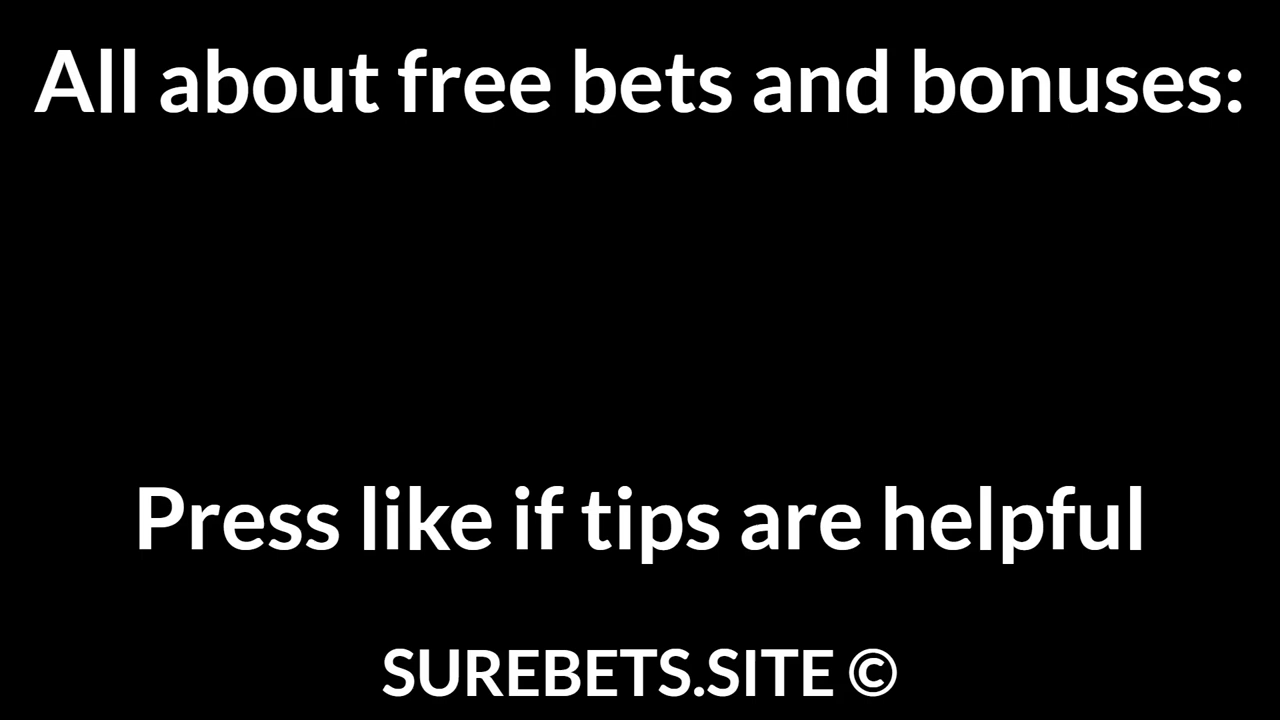 All about free bets and bonuses:
Press like if tips are helpful
SUREBETS.SITE ©